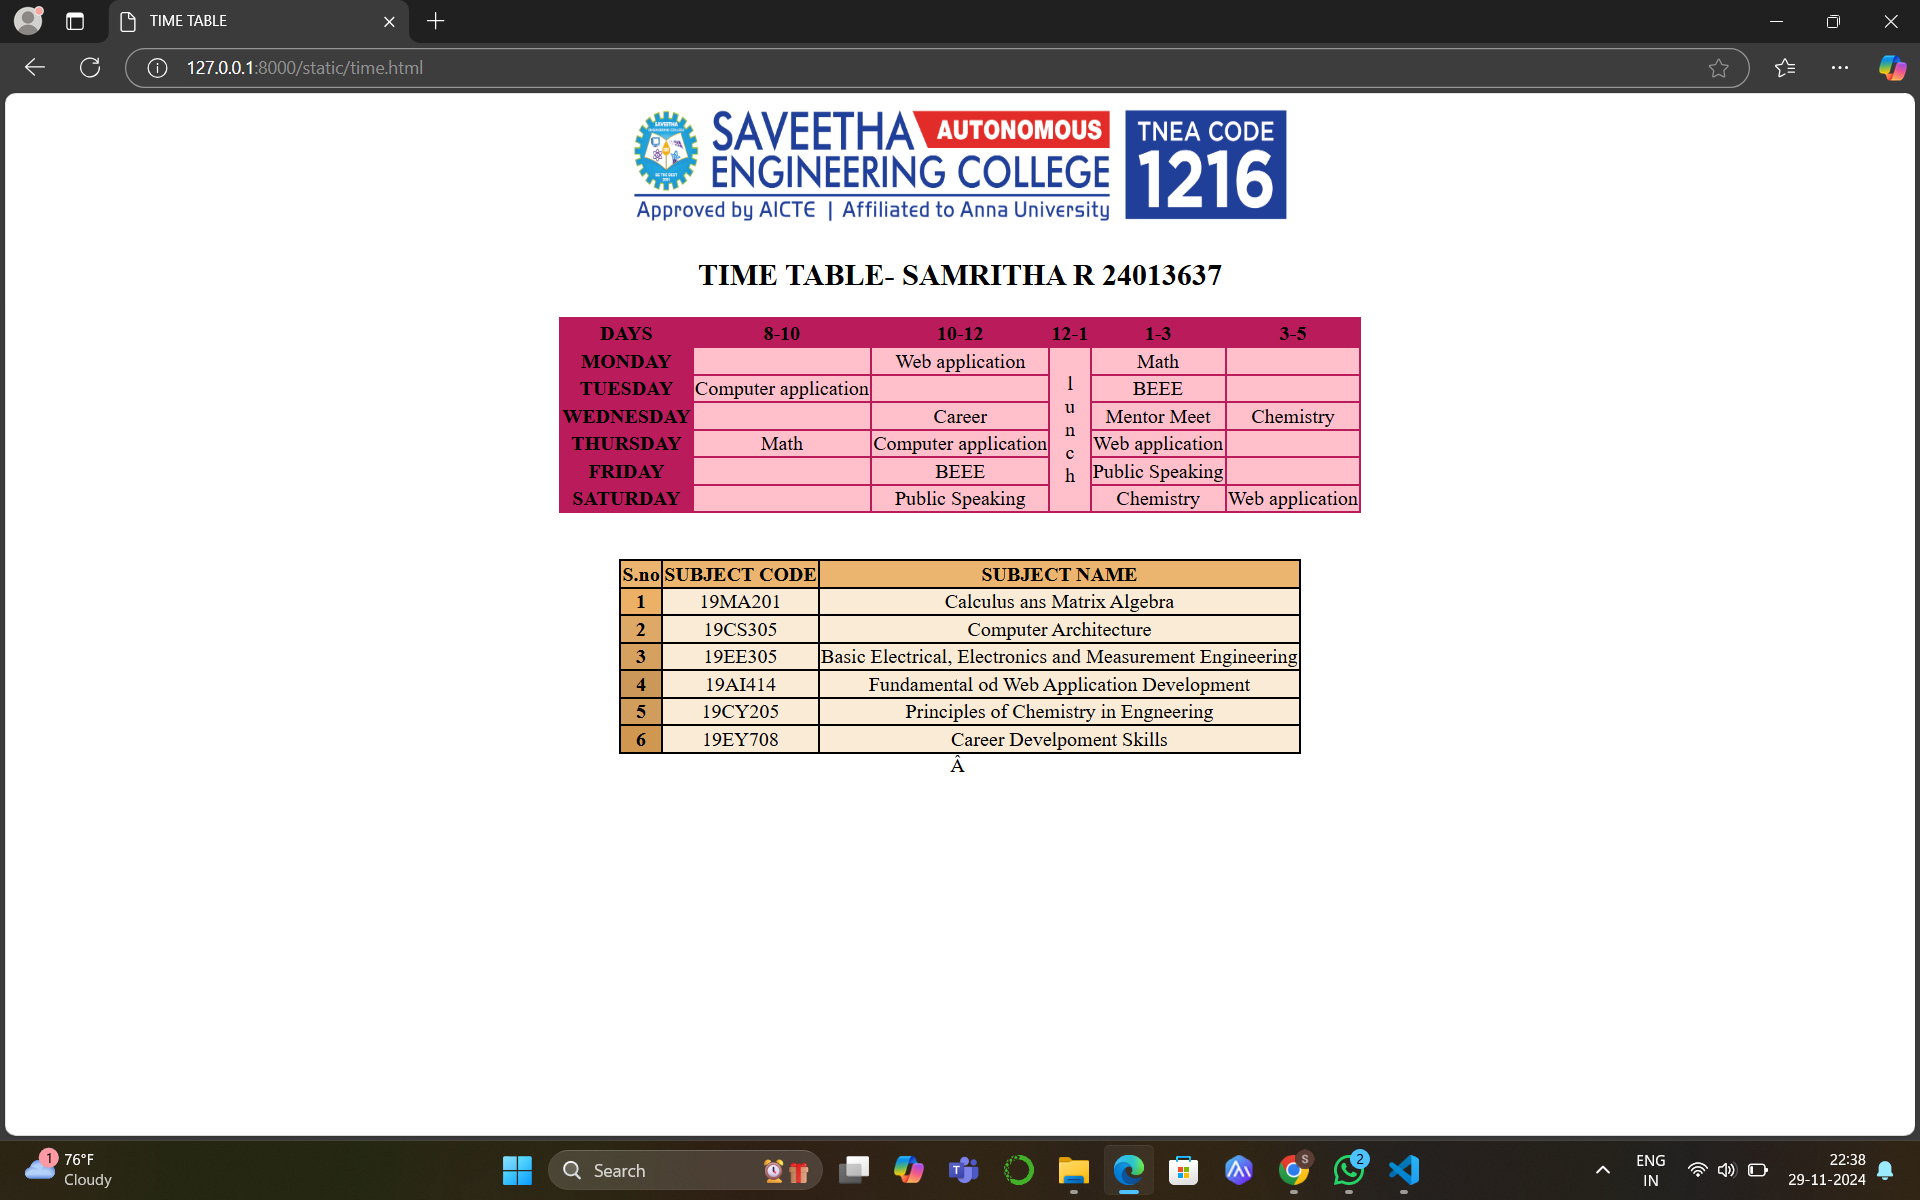 TIME TABLE
127.0.0.1:8000/static/time.html
SAVEETHA AUTONOMOUS
ENGINEERING COLLEGE
Approved by AICTE | Affiliated to Anna University
TNEA CODE
1216
TIME TABLE- SAMRITHA R 24013637
DAYS 8-10 10-12 12-1 1-3 3-5
MONDAY Web application Math
TUESDAY Computer application BEEE
WEDNESDAY Career Mentor Meet Chemistry
THURSDAY Math Computer application Web application
FRIDAY BEEE Public Speaking
SATURDAY Public Speaking Chemistry Web application
l
u
n
c
h
S.no SUBJECT CODE SUBJECT NAME
1 19MA201 Calculus ans Matrix Algebra
2 19CS305 Computer Architecture
3 19EE305 Basic Electrical, Electronics and Measurement Engineering
4 19AI414 Fundamental od Web Application Development
5 19CY205 Principles of Chemistry in Engneering
6 19EY708 Career Develpoment Skills
Â
1
76°F
Cloudy
Search
S
2
ENG
IN
22:38
29-11-2024